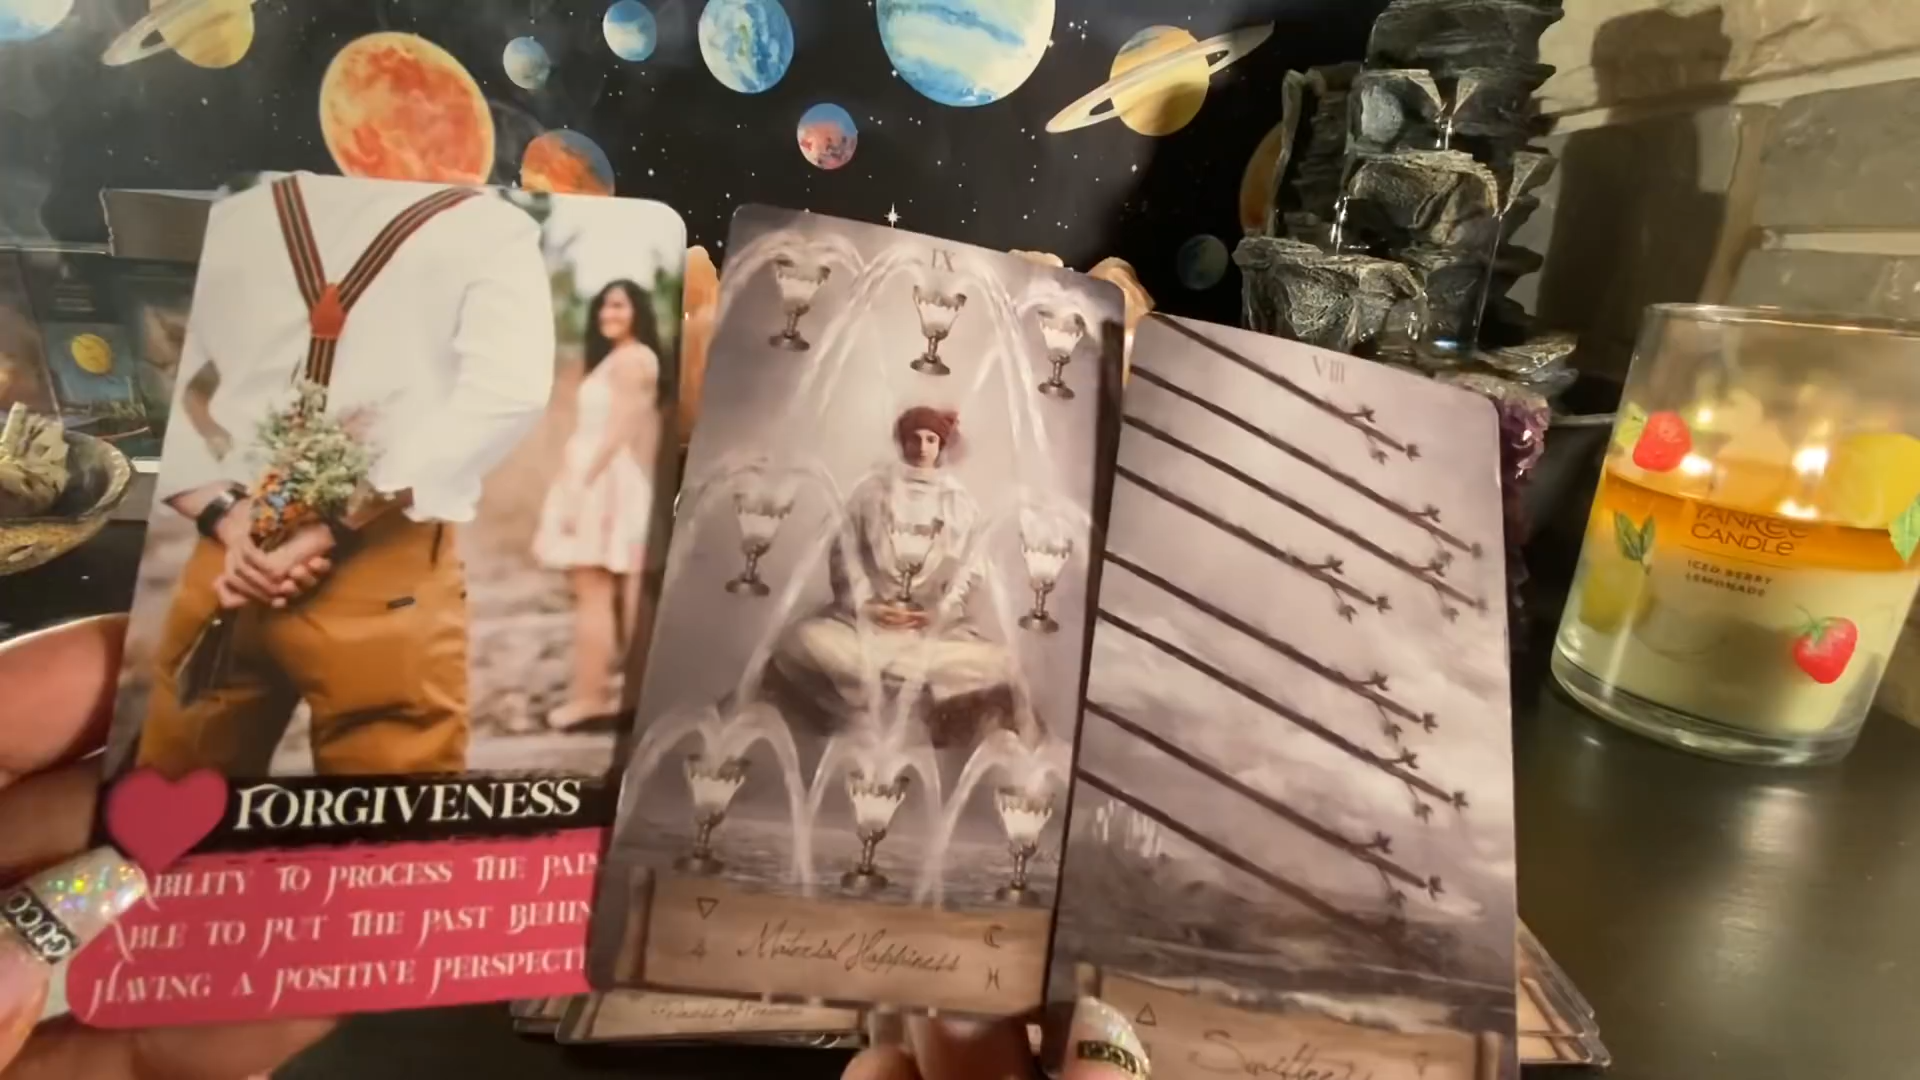 IX
VIII
YANKEE
CANDLE
ICED BERRY
LEMONADE
FORGIVENESS
ABILITY TO PROCESS THE PAI
ABLE TO PUT THE PAST BEHIN
HAVING A POSITIVE PERSPECTI
Material Happiness
GUCCI